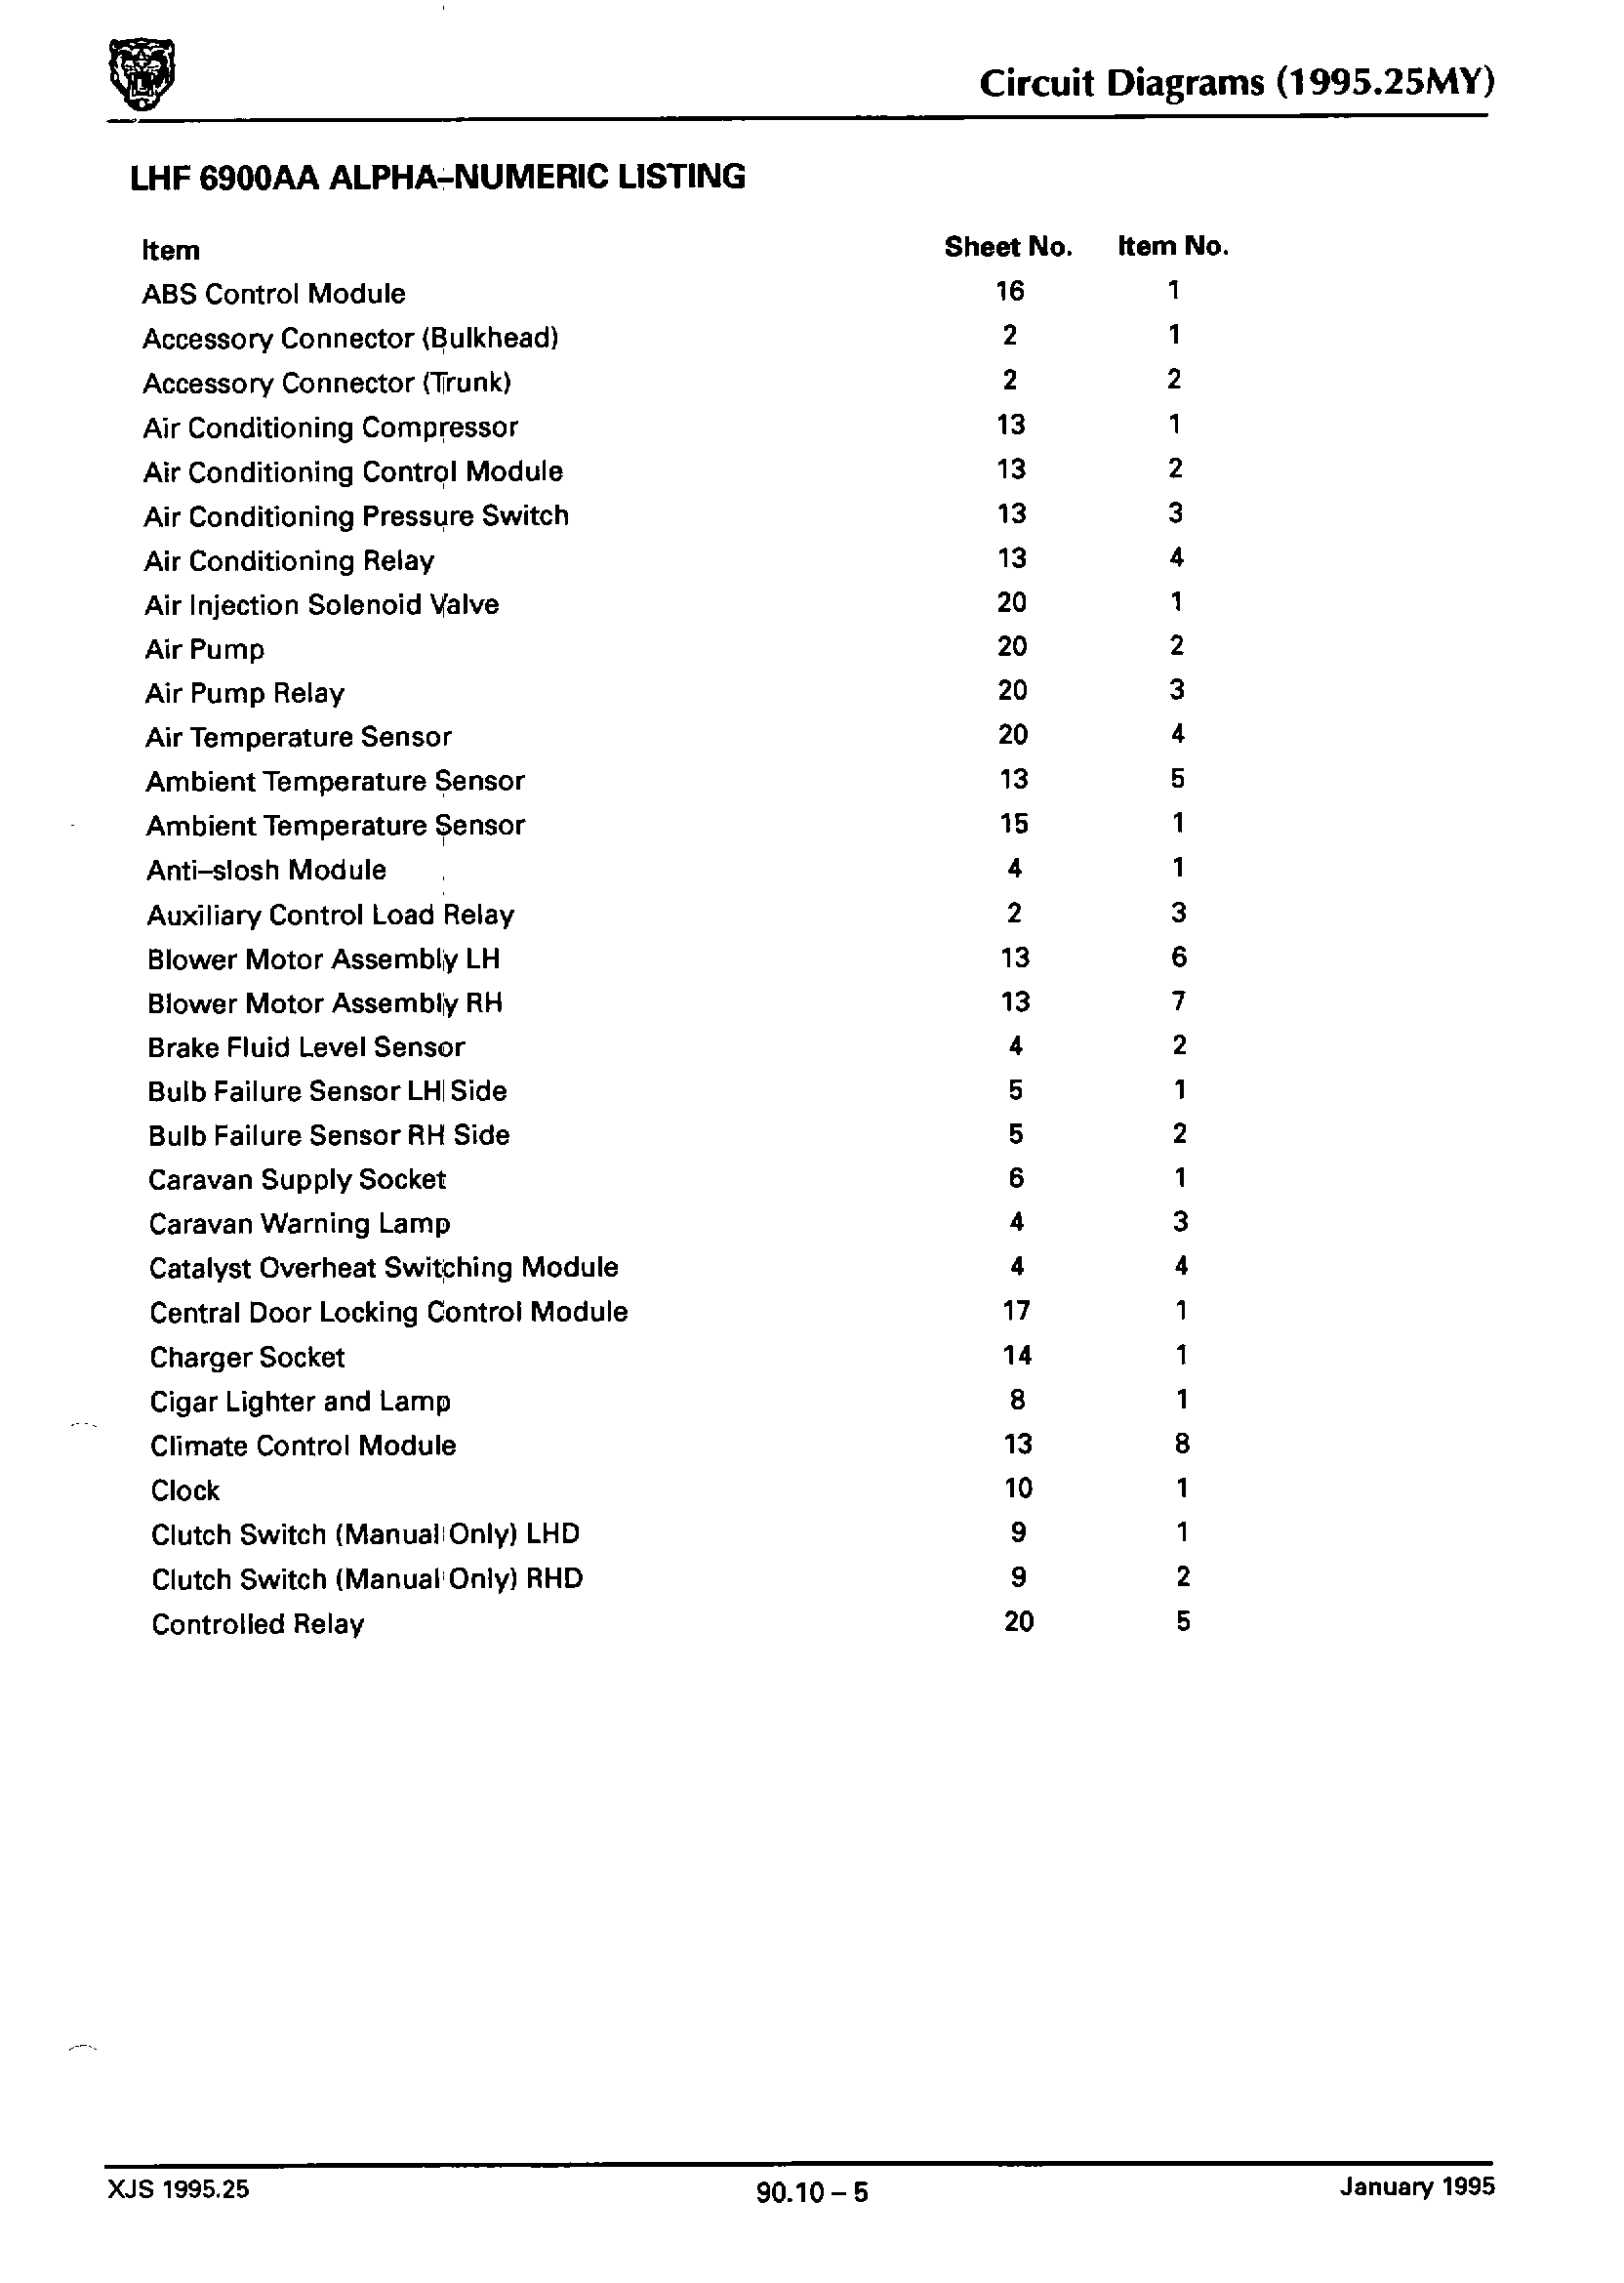 Circuit Diagrams (1995.25MY)
LHF 6900AA ALPHA–NUMERIC LISTING
Item Sheet No. Item No.
ABS Control Module 16 1
Accessory Connector (Bulkhead) 2 1
Accessory Connector (Trunk) 2 2
Air Conditioning Compressor 13 1
Air Conditioning Control Module 13 2
Air Conditioning Pressure Switch 13 3
Air Conditioning Relay 13 4
Air Injection Solenoid Valve 20 1
Air Pump 20 2
Air Pump Relay 20 3
Air Temperature Sensor 20 4
Ambient Temperature Sensor 13 5
Ambient Temperature Sensor 15 1
Anti–slosh Module 4 1
Auxiliary Control Load Relay 2 3
Blower Motor Assembly LH 13 6
Blower Motor Assembly RH 13 7
Brake Fluid Level Sensor 4 2
Bulb Failure Sensor LH Side 5 1
Bulb Failure Sensor RH Side 5 2
Caravan Supply Socket 6 1
Caravan Warning Lamp 4 3
Catalyst Overheat Switching Module 4 4
Central Door Locking Control Module 17 1
Charger Socket 14 1
Cigar Lighter and Lamp 8 1
Climate Control Module 13 8
Clock 10 1
Clutch Switch (Manual Only) LHD 9 1
Clutch Switch (Manual Only) RHD 9 2
Controlled Relay 20 5
XJS 1995.25 90.10 – 5 January 1995